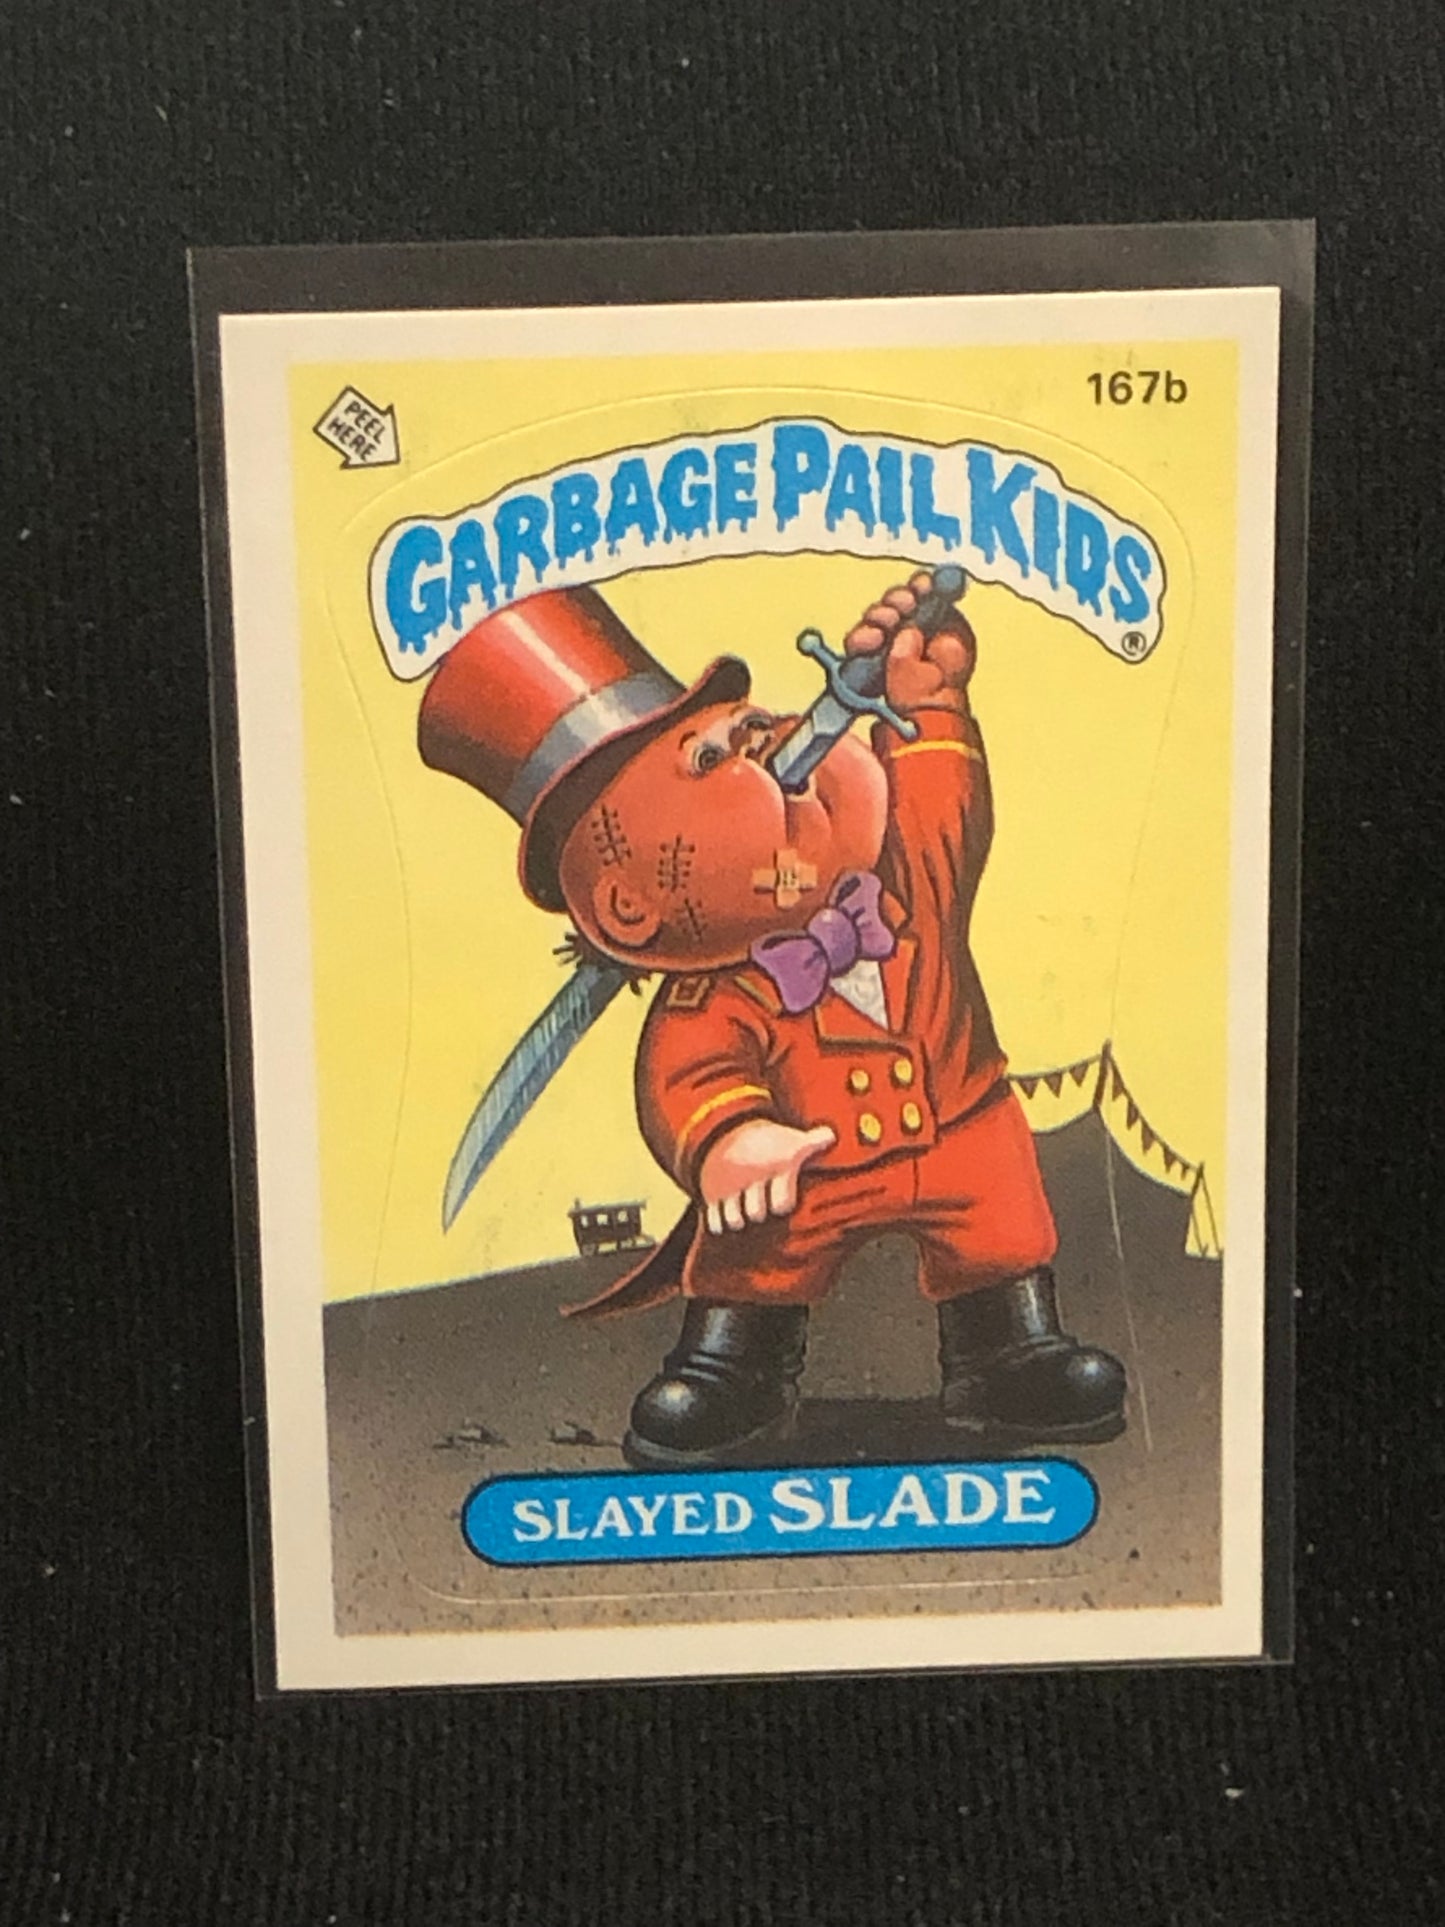 PEEL
HERE
167b
GARBAGE PAIL KIDS
®
SLAYED SLADE